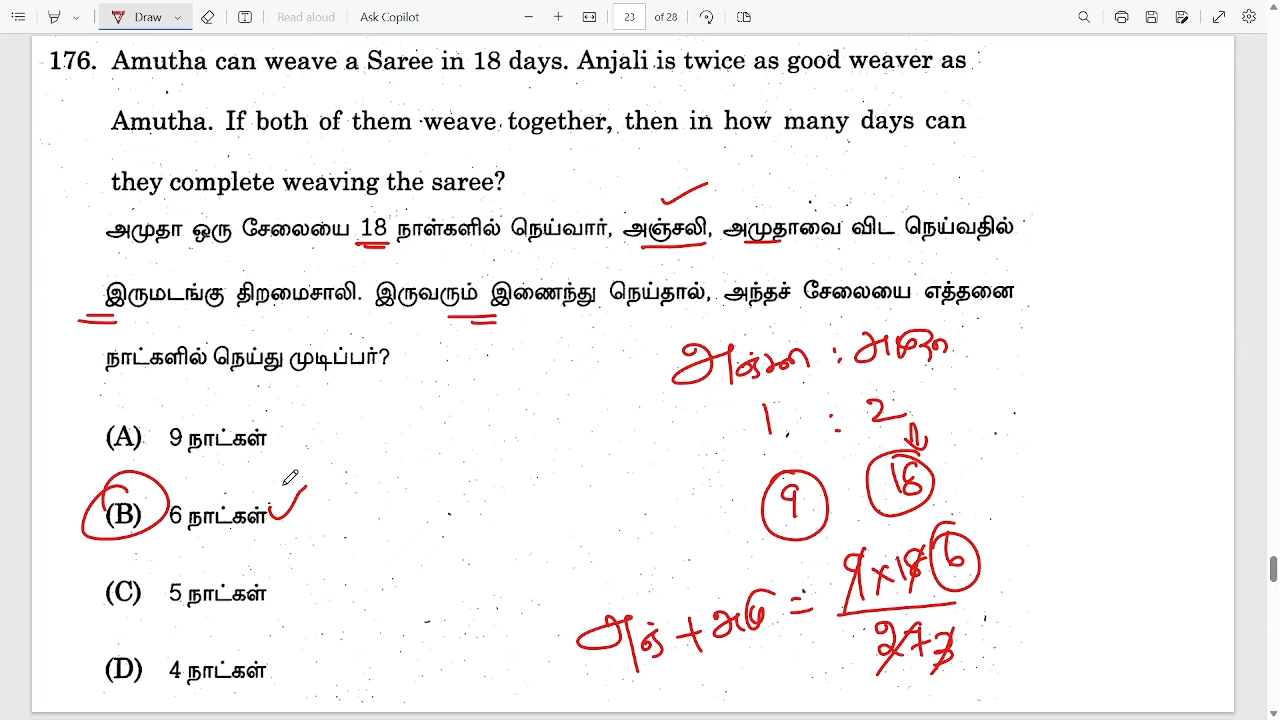 Draw
Read aloud
Ask Copilot
23
of 28
176. Amutha can weave a Saree in 18 days. Anjali is twice as good weaver as
Amutha. If both of them weave together, then in how many days can
they complete weaving the saree?
அமுதா ஒரு சேலையை 18 நாள்களில் நெய்வார், அஞ்சலி, அமுதாவை விட நெய்வதில்
இருமடங்கு திறமைசாலி. இருவரும் இணைந்து நெய்தால், அந்தச் சேலையை எத்தனை
நாட்களில் நெய்து முடிப்பர்?
(A) 9 நாட்கள்
(B) 6 நாட்கள்
(C) 5 நாட்கள்
(D) 4 நாட்கள்
1 : 2
9 18
9 x 18 6